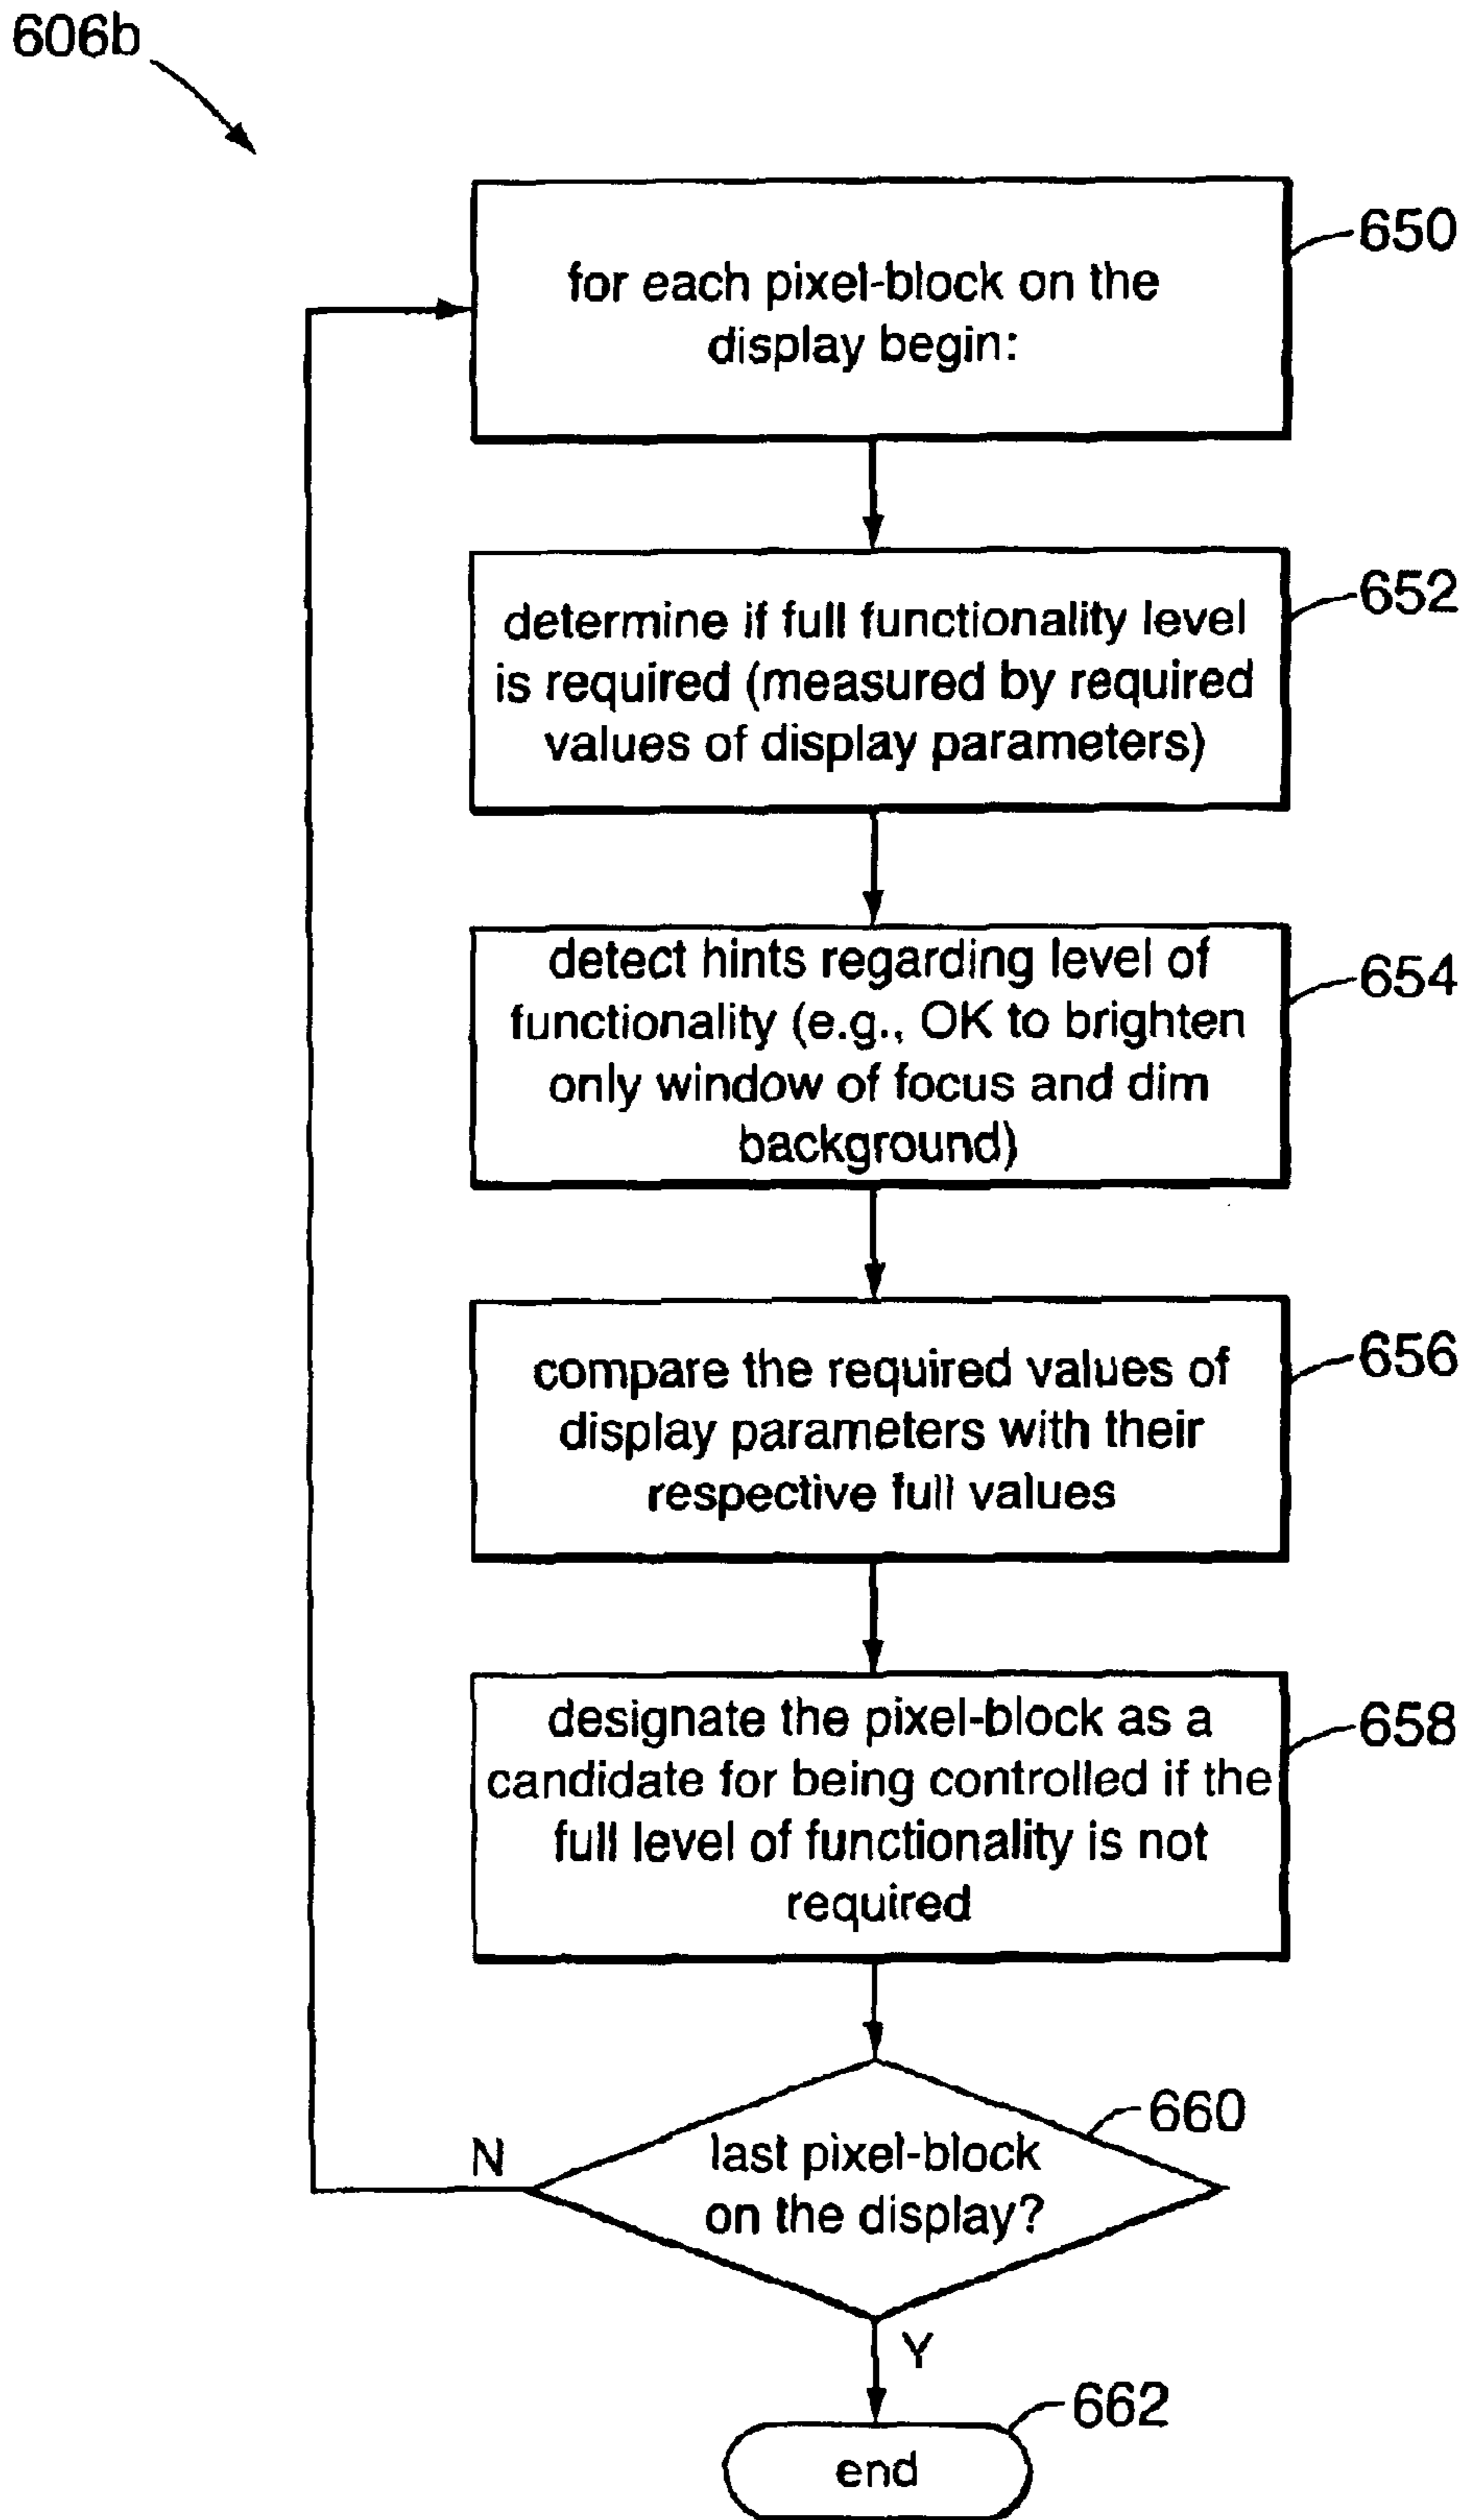 606b
for each pixel-block on the
display begin:
650
determine if full functionality level
is required (measured by required
values of display parameters)
652
detect hints regarding level of
functionality (e.g., OK to brighten
only window of focus and dim
background)
654
compare the required values of
display parameters with their
respective full values
656
designate the pixel-block as a
candidate for being controlled if the
full level of functionality is not
required
658
660
last pixel-block
on the display?
N
Y
662
end